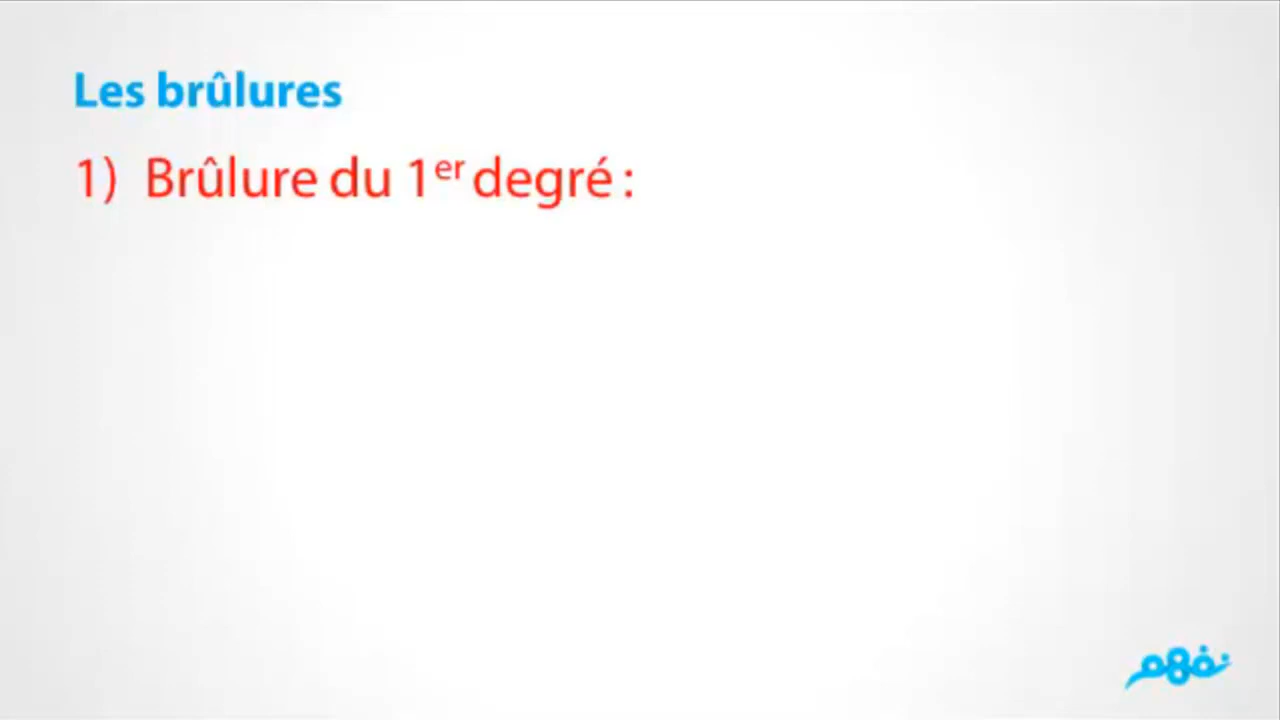 Les brûlures
1) Brûlure du 1er degré :
نفهم